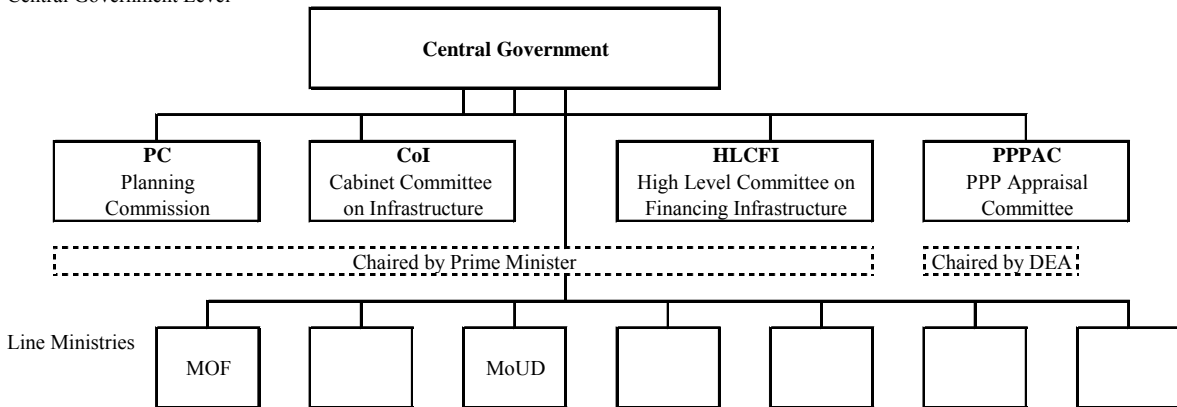 Central Government Level
Central Government
PC
Planning
Commission
CoI
Cabinet Committee
on Infrastructure
HLCFI
High Level Committee on
Financing Infrastructure
PPPAC
PPP Appraisal
Committee
Chaired by Prime Minister
Chaired by DEA
Line Ministries
MOF
MoUD